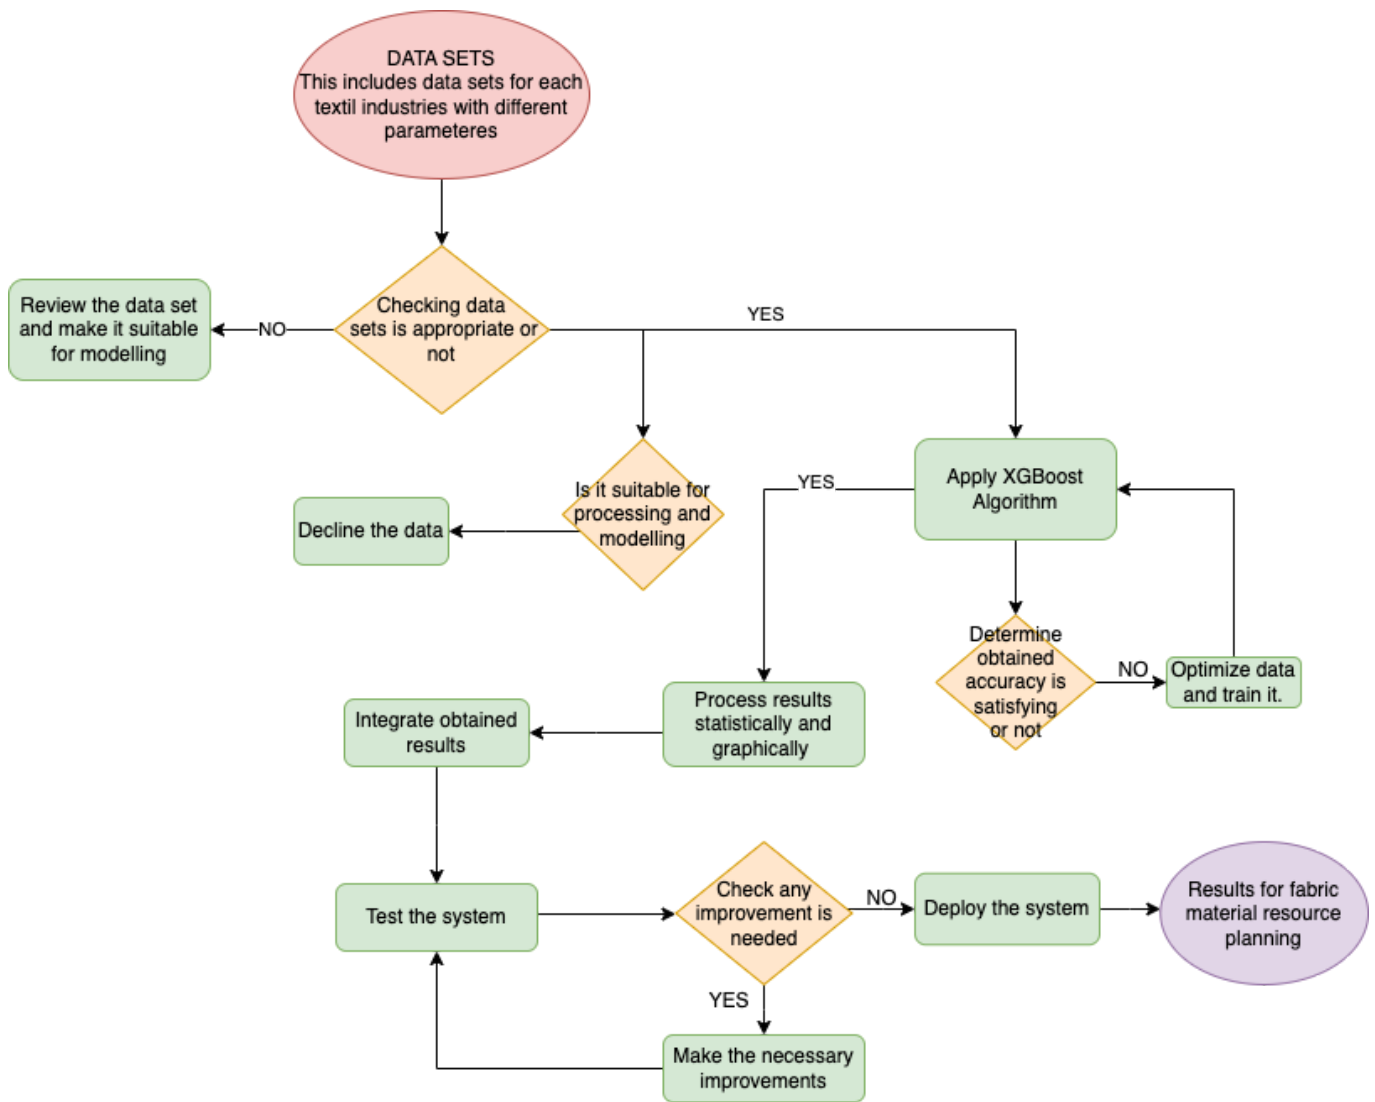 DATA SETS
This includes data sets for each
textil industries with different
parameteres
YES
Review the data set
and make it suitable
for modelling
NO
Checking data
sets is appropriate or
not
Is it suitable for
processing and
modelling
Decline the data
YES
Apply XGBoost
Algorithm
Determine
obtained
accuracy is
satisfying
or not
NO
Optimize data
and train it.
Process results
statistically and
graphically
Integrate obtained
results
Test the system
Check any
improvement is
needed
NO
Deploy the system
Results for fabric
material resource
planning
YES
Make the necessary
improvements